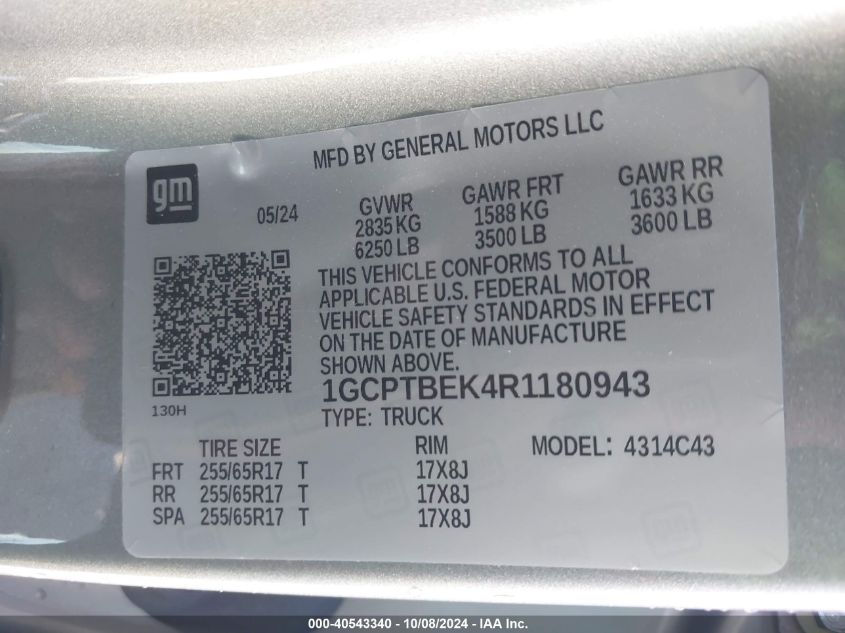 MFD BY GENERAL MOTORS LLC
gm
05/24
GVWR
2835 KG
6250 LB
GAWR FRT
1588 KG
3500 LB
GAWR RR
1633 KG
3600 LB
THIS VEHICLE CONFORMS TO ALL
APPLICABLE U.S. FEDERAL MOTOR
VEHICLE SAFETY STANDARDS IN EFFECT
ON THE DATE OF MANUFACTURE
SHOWN ABOVE.
1GCPTBEK4R1180943
130H
TYPE: TRUCK
TIRE SIZE RIM MODEL: 4314C43
FRT 255/65R17 T 17X8J
RR 255/65R17 T 17X8J
SPA 255/65R17 T 17X8J
000-40543340 - 10/08/2024 - IAA Inc.